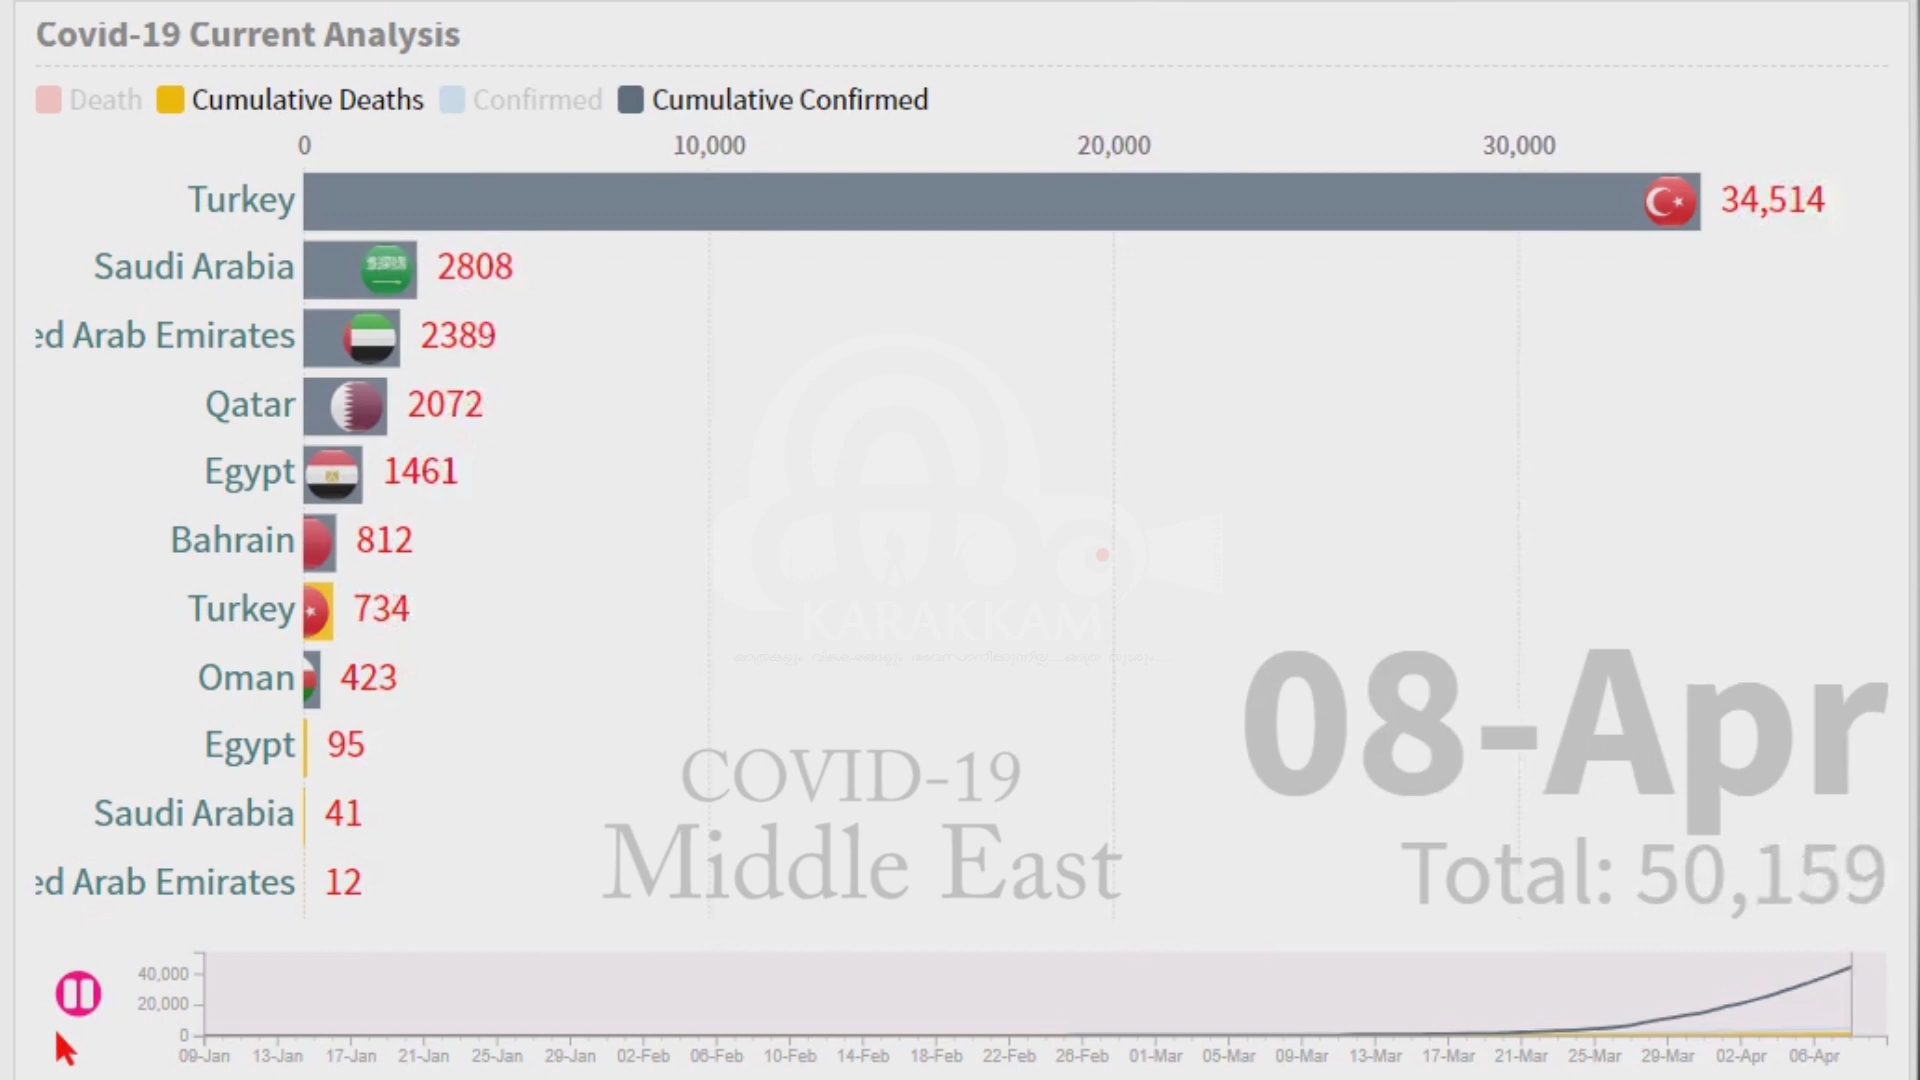 Covid-19 Current Analysis
Death Cumulative Deaths Confirmed Cumulative Confirmed
0 10,000 20,000 30,000
Turkey 34,514
Saudi Arabia 2808
ed Arab Emirates 2389
Qatar 2072
Egypt 1461
Bahrain 812
Turkey 734
Oman 423
Egypt 95
Saudi Arabia 41
ed Arab Emirates 12
KARAKKAM
COVID-19
Middle East
08-Apr
Total: 50,159
40,000
20,000
0
09-Jan 13-Jan 17-Jan 21-Jan 25-Jan 29-Jan 02-Feb 06-Feb 10-Feb 14-Feb 18-Feb 22-Feb 26-Feb 01-Mar 05-Mar 09-Mar 13-Mar 17-Mar 21-Mar 25-Mar 29-Mar 02-Apr 06-Apr